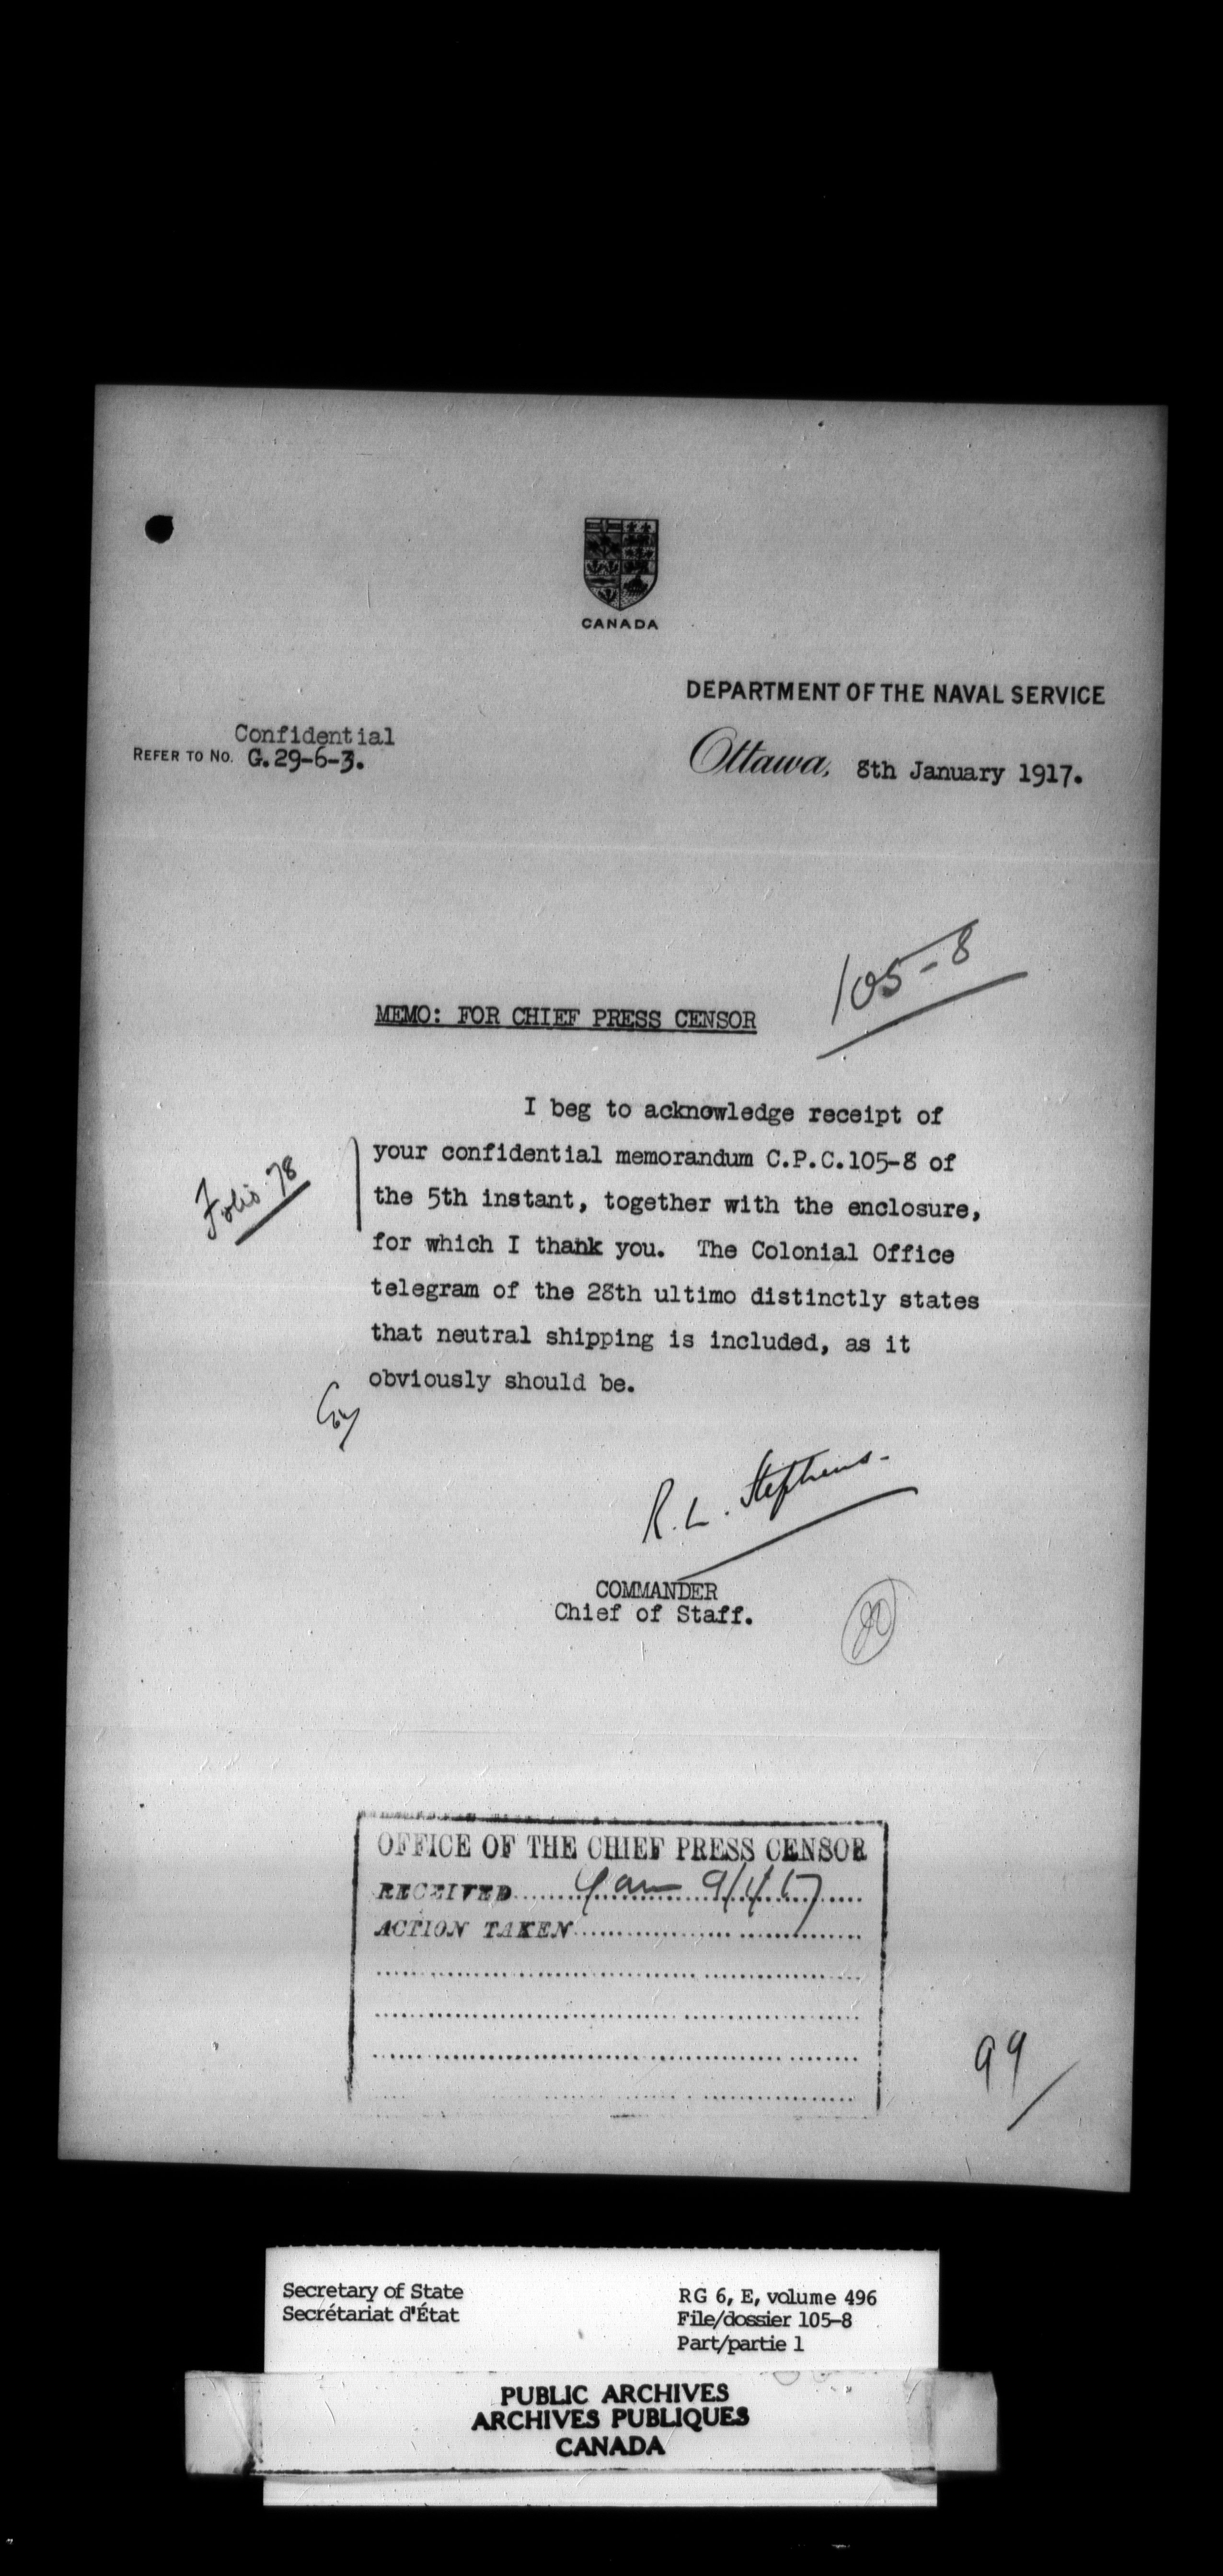 CANADA
DEPARTMENT OF THE NAVAL SERVICE
Confidential
REFER TO NO. G.29-6-3.
Ottawa, 8th January 1917.
105-8
MEMO: FOR CHIEF PRESS CENSOR
I beg to acknowledge receipt of
your confidential memorandum C.P.C.105-8 of
Folio 78
the 5th instant, together with the enclosure,
for which I thank you. The Colonial Office
telegram of the 28th ultimo distinctly states
that neutral shipping is included, as it
obviously should be.
R. L. Stephens.
COMMANDER
Chief of Staff.
OFFICE OF THE CHIEF PRESS CENSOR
RECEIVED 9/1/17
ACTION TAKEN
99
Secretary of State
Secrétariat d'État
RG 6, E, volume 496
File/dossier 105-8
Part/partie 1
PUBLIC ARCHIVES
ARCHIVES PUBLIQUES
CANADA